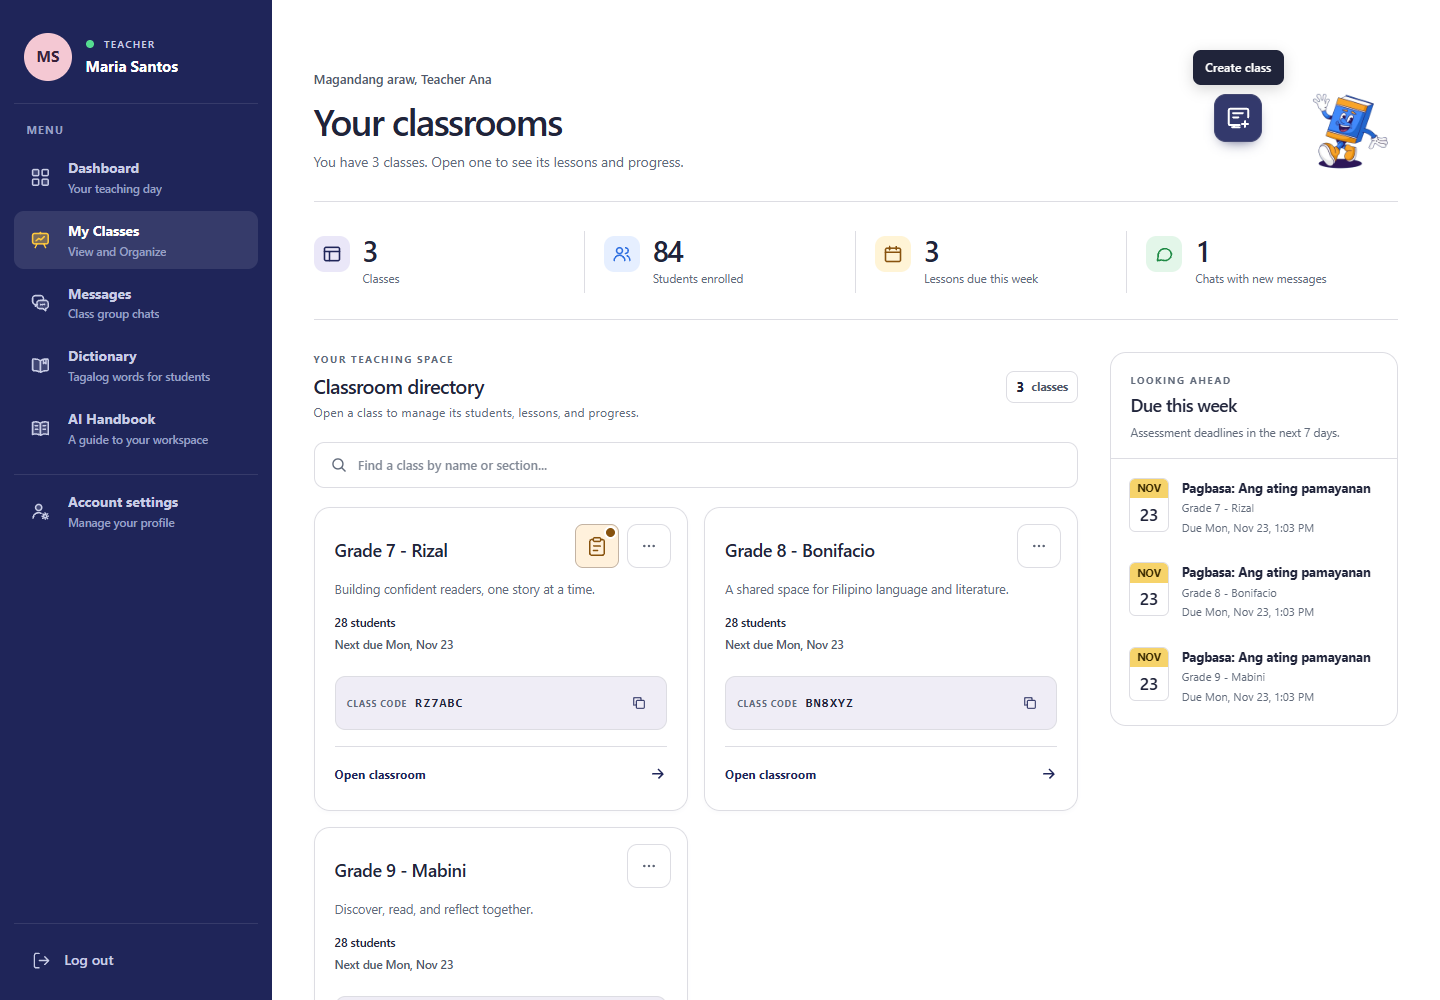 MS
TEACHER
Maria Santos
MENU
Dashboard
Your teaching day
My Classes
View and Organize
Messages
Class group chats
Dictionary
Tagalog words for students
AI Handbook
A guide to your workspace
Account settings
Manage your profile
Log out
Magandang araw, Teacher Ana
Your classrooms
You have 3 classes. Open one to see its lessons and progress.
Create class
3
Classes
84
Students enrolled
3
Lessons due this week
1
Chats with new messages
YOUR TEACHING SPACE
Classroom directory
Open a class to manage its students, lessons, and progress.
3 classes
Find a class by name or section...
Grade 7 - Rizal
Building confident readers, one story at a time.
28 students
Next due Mon, Nov 23
CLASS CODE RZ7ABC
Open classroom
Grade 8 - Bonifacio
A shared space for Filipino language and literature.
28 students
Next due Mon, Nov 23
CLASS CODE BN8XYZ
Open classroom
Grade 9 - Mabini
Discover, read, and reflect together.
28 students
Next due Mon, Nov 23
LOOKING AHEAD
Due this week
Assessment deadlines in the next 7 days.
NOV
23
Pagbasa: Ang ating pamayanan
Grade 7 - Rizal
Due Mon, Nov 23, 1:03 PM
NOV
23
Pagbasa: Ang ating pamayanan
Grade 8 - Bonifacio
Due Mon, Nov 23, 1:03 PM
NOV
23
Pagbasa: Ang ating pamayanan
Grade 9 - Mabini
Due Mon, Nov 23, 1:03 PM